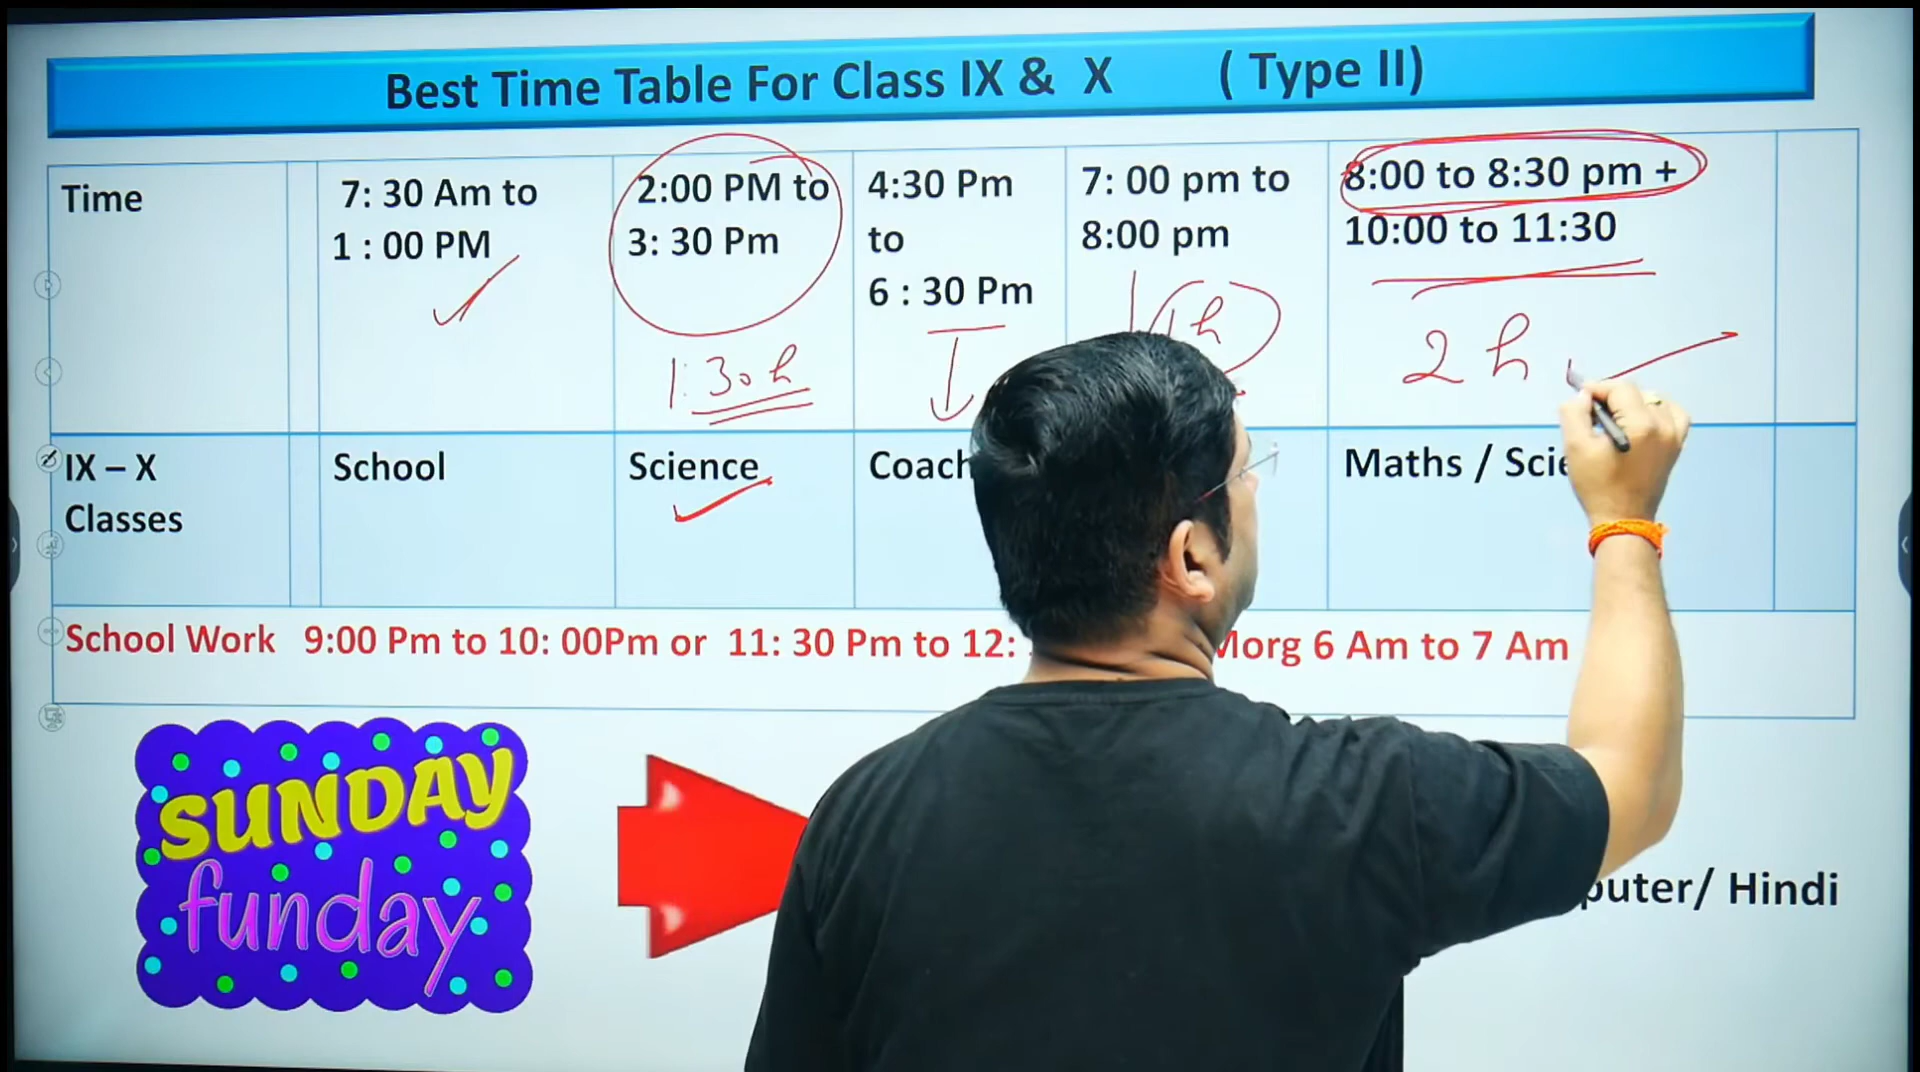 Best Time Table For Class IX & X ( Type II)
Time
7: 30 Am to
1 : 00 PM
2:00 PM to
3: 30 Pm
1:30 h
4:30 Pm
to
6 : 30 Pm
7: 00 pm to
8:00 pm
1h
8:00 to 8:30 pm +
10:00 to 11:30
2 h
IX – X
Classes
School
Science
Coach
Maths / Scie
School Work 9:00 Pm to 10: 00Pm or 11: 30 Pm to 12: Morg 6 Am to 7 Am
SUNDAY
funday
puter/ Hindi